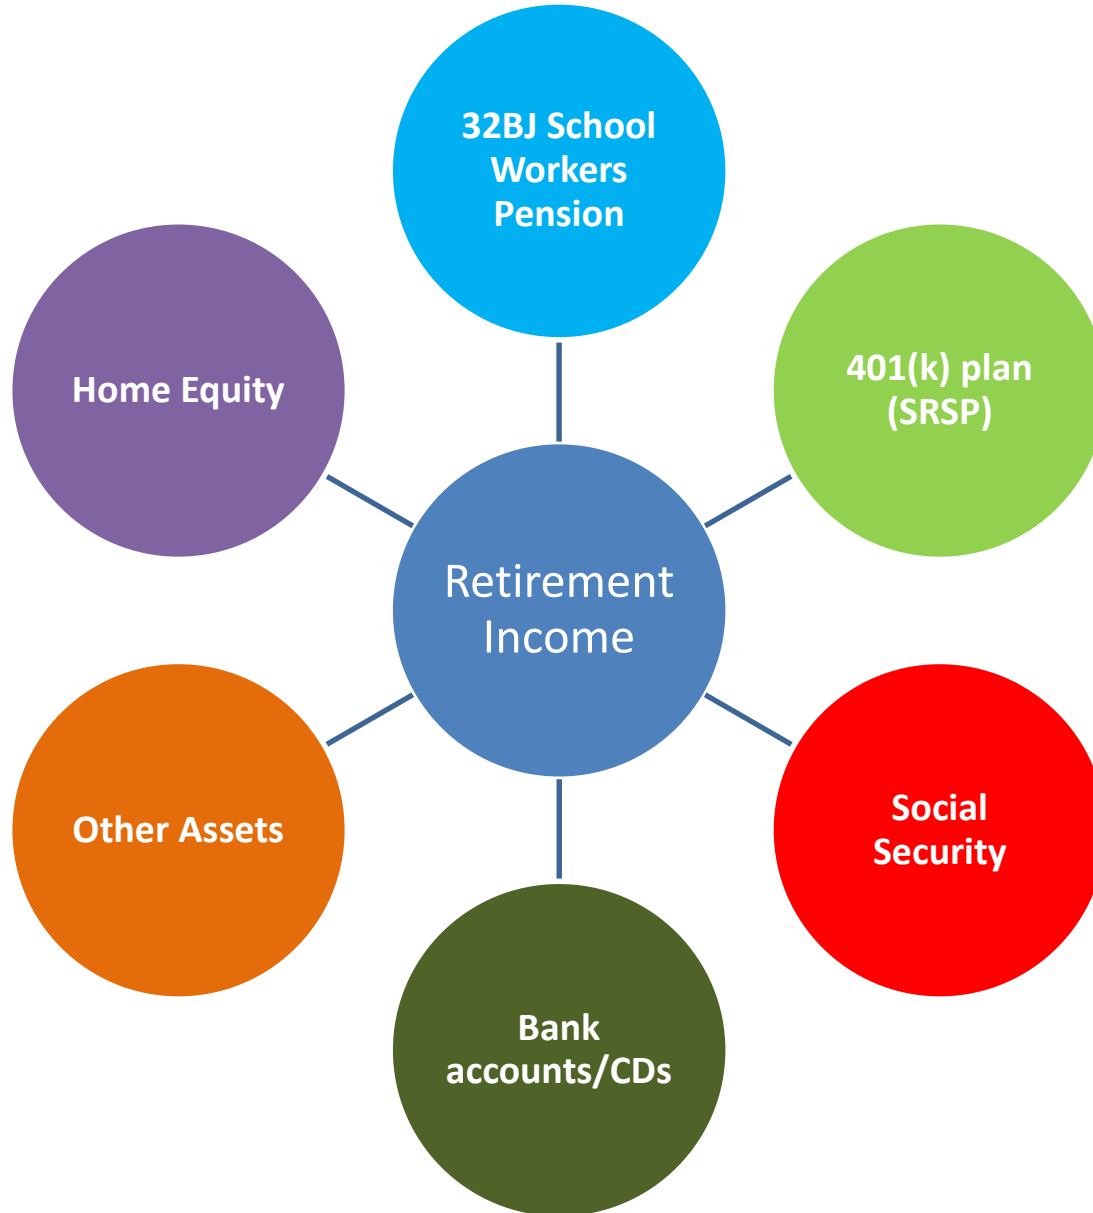 32BJ School
Workers
Pension
401(k) plan
(SRSP)
Home Equity
Retirement
Income
Social
Security
Other Assets
Bank
accounts/CDs